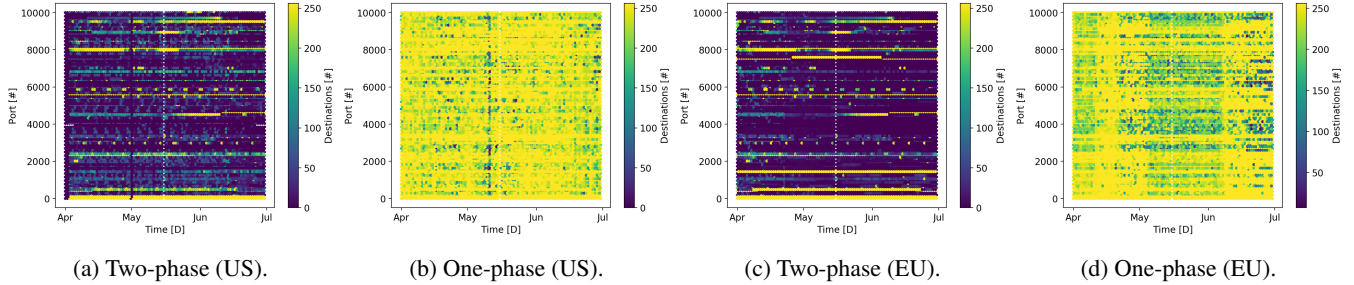 10000
8000
6000
4000
2000
0
Port [#]
Apr May Jun Jul
Time [D]
250
200
150
100
50
0
Destinations [#]
(a) Two-phase (US).
10000
8000
6000
4000
2000
0
Port [#]
Apr May Jun Jul
Time [D]
250
200
150
100
50
0
Destinations [#]
(b) One-phase (US).
10000
8000
6000
4000
2000
0
Port [#]
Apr May Jun Jul
Time [D]
250
200
150
100
50
0
Destinations [#]
(c) Two-phase (EU).
10000
8000
6000
4000
2000
0
Port [#]
Apr May Jun Jul
Time [D]
250
200
150
100
50
Destinations [#]
(d) One-phase (EU).